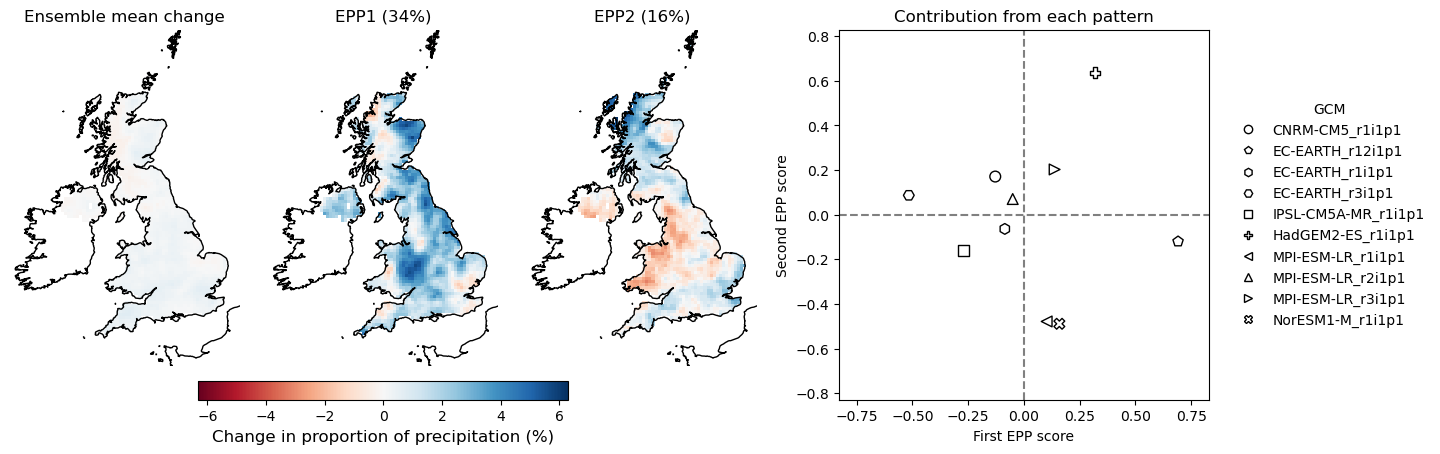 Ensemble mean change
EPP1 (34%)
EPP2 (16%)
−6 −4 −2 0 2 4 6
Change in proportion of precipitation (%)
Contribution from each pattern
0.8
0.6
0.4
0.2
0.0
−0.2
−0.4
−0.6
−0.8
Second EPP score
−0.75 −0.50 −0.25 0.00 0.25 0.50 0.75
First EPP score
GCM
CNRM-CM5_r1i1p1
EC-EARTH_r12i1p1
EC-EARTH_r1i1p1
EC-EARTH_r3i1p1
IPSL-CM5A-MR_r1i1p1
HadGEM2-ES_r1i1p1
MPI-ESM-LR_r1i1p1
MPI-ESM-LR_r2i1p1
MPI-ESM-LR_r3i1p1
NorESM1-M_r1i1p1